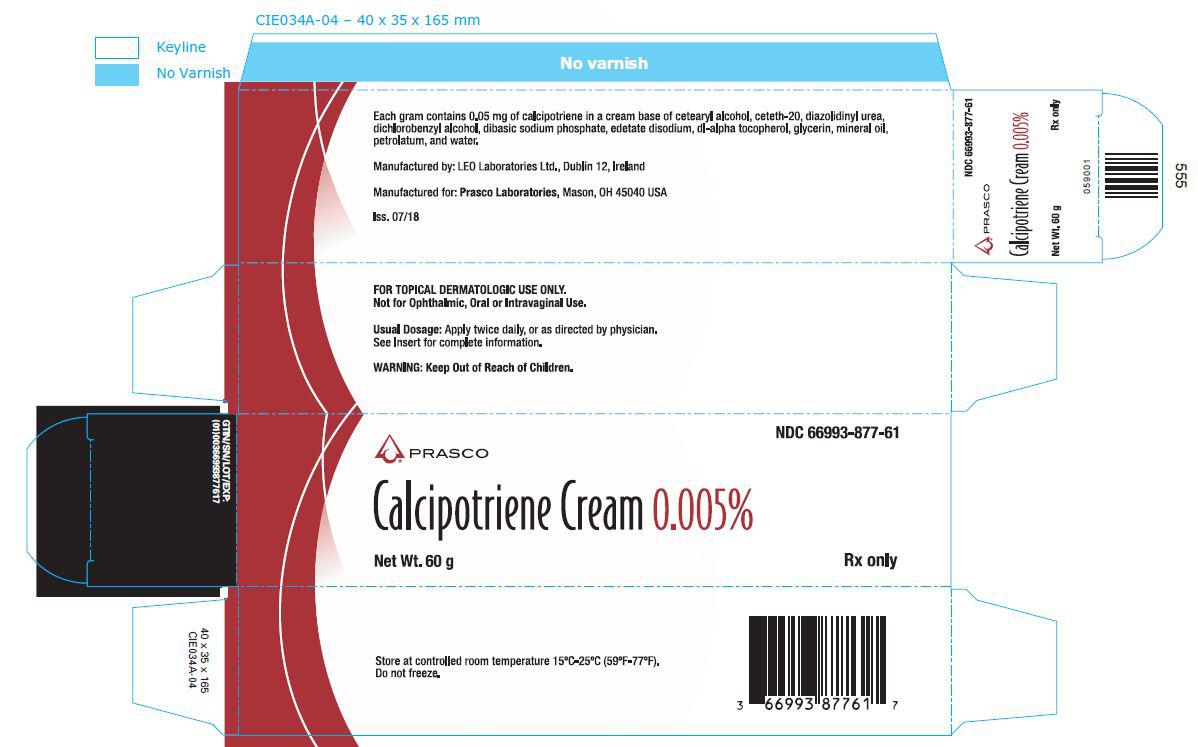 CIE034A-04 – 40 x 35 x 165 mm
Keyline
No Varnish
No varnish
Each gram contains 0.05 mg of calcipotriene in a cream base of cetearyl alcohol, ceteth-20, diazolidinyl urea,
dichlorobenzyl alcohol, dibasic sodium phosphate, edetate disodium, dl-alpha tocopherol, glycerin, mineral oil,
petrolatum, and water.
Manufactured by: LEO Laboratories Ltd., Dublin 12, Ireland
Manufactured for: Prasco Laboratories, Mason, OH 45040 USA
Iss. 07/18
NDC 66993-877-61
PRASCO
Calcipotriene Cream 0.005%
Net Wt. 60 g
Rx only
059001
555
FOR TOPICAL DERMATOLOGIC USE ONLY.
Not for Ophthalmic, Oral or Intravaginal Use.
Usual Dosage: Apply twice daily, or as directed by physician.
See Insert for complete information.
WARNING: Keep Out of Reach of Children.
GTIN/SN/LOT/EXP:
(01)00366993877617
NDC 66993-877-61
PRASCO
Calcipotriene Cream 0.005%
Net Wt. 60 g
Rx only
40 x 35 x 165
CIE034A-04
Store at controlled room temperature 15°C-25°C (59°F-77°F).
Do not freeze.
3 66993 87761 7